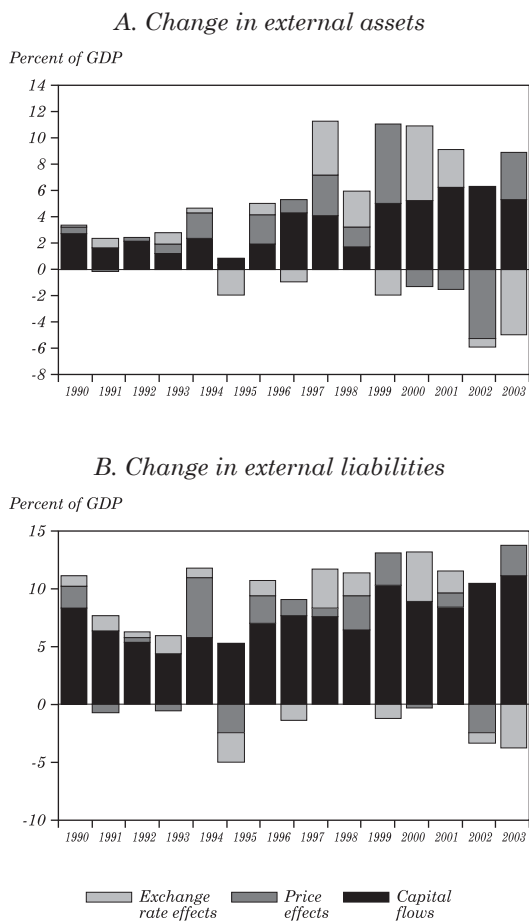 A. Change in external assets
Percent of GDP
14
12
10
8
6
4
2
0
-2
-4
-6
-8
1990 1991 1992 1993 1994 1995 1996 1997 1998 1999 2000 2001 2002 2003
B. Change in external liabilities
Percent of GDP
15
10
5
0
-5
-10
1990 1991 1992 1993 1994 1995 1996 1997 1998 1999 2000 2001 2002 2003
Exchange rate effects
Price effects
Capital flows